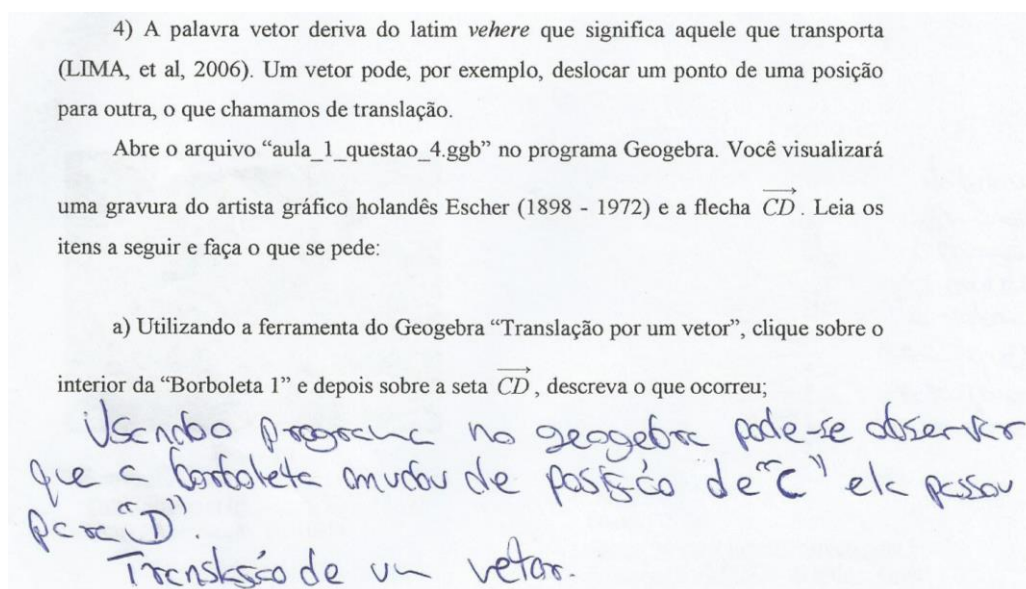 4) A palavra vetor deriva do latim vehere que significa aquele que transporta
(LIMA, et al, 2006). Um vetor pode, por exemplo, deslocar um ponto de uma posição
para outra, o que chamamos de translação.
Abre o arquivo “aula_1_questao_4.ggb” no programa Geogebra. Você visualizará
uma gravura do artista gráfico holandês Escher (1898 - 1972) e a flecha CD. Leia os
itens a seguir e faça o que se pede:
a) Utilizando a ferramenta do Geogebra “Translação por um vetor”, clique sobre o
interior da “Borboleta 1” e depois sobre a seta CD, descreva o que ocorreu;
Usando programa no geogebra pode-se observar
que a borboleta mudou de posição de "C" ela passou
para "D".
de um vetor.